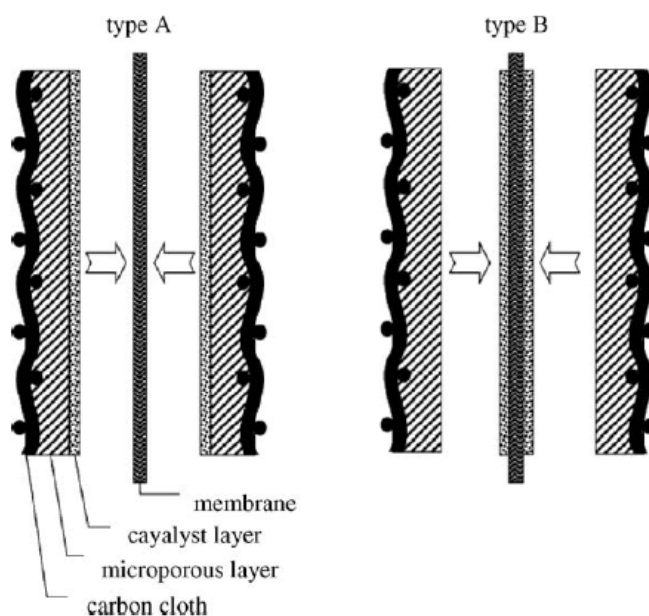 type A
type B
membrane
cayalyst layer
microporous layer
carbon cloth